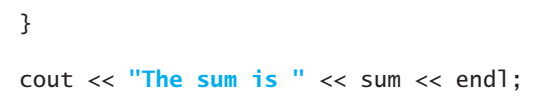 }
cout << "The sum is " << sum << endl;